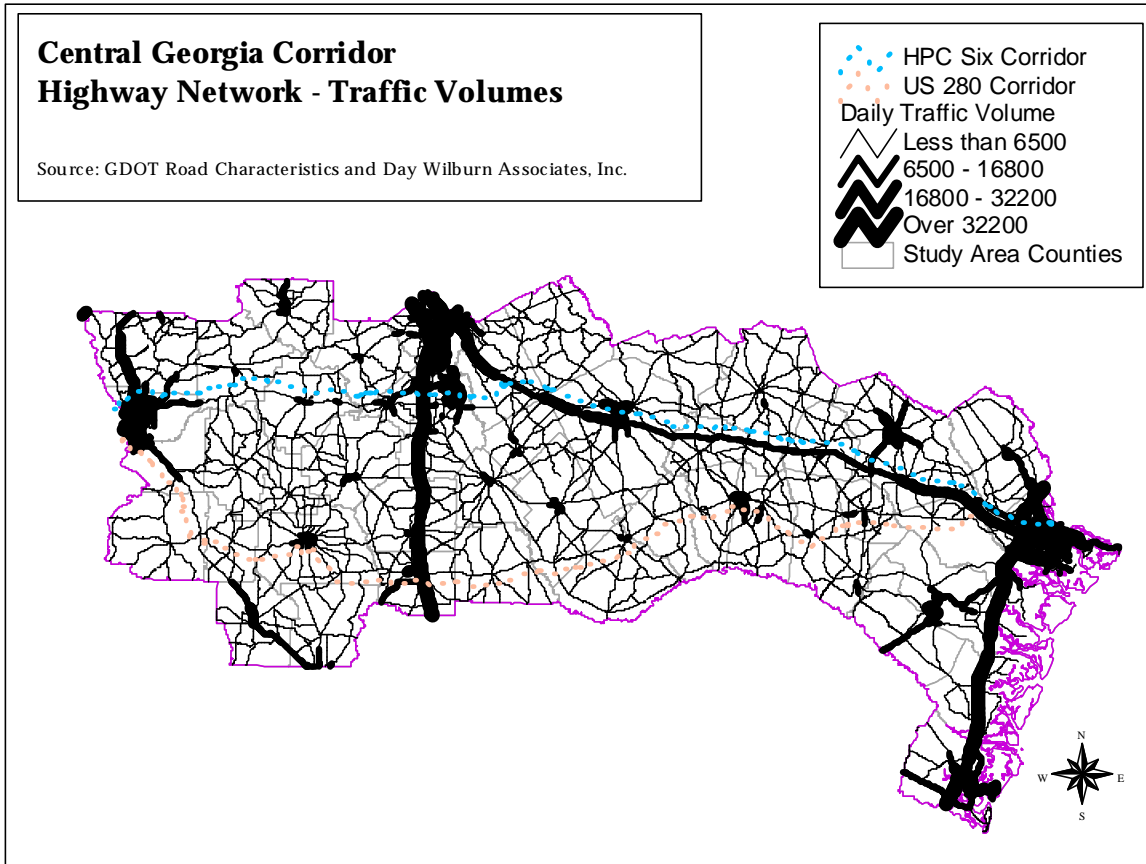 Central Georgia Corridor
Highway Network - Traffic Volumes
Source: GDOT Road Characteristics and Day Wilburn Associates, Inc.
HPC Six Corridor
US 280 Corridor
Daily Traffic Volume
Less than 6500
6500 - 16800
16800 - 32200
Over 32200
Study Area Counties
N
W E
S